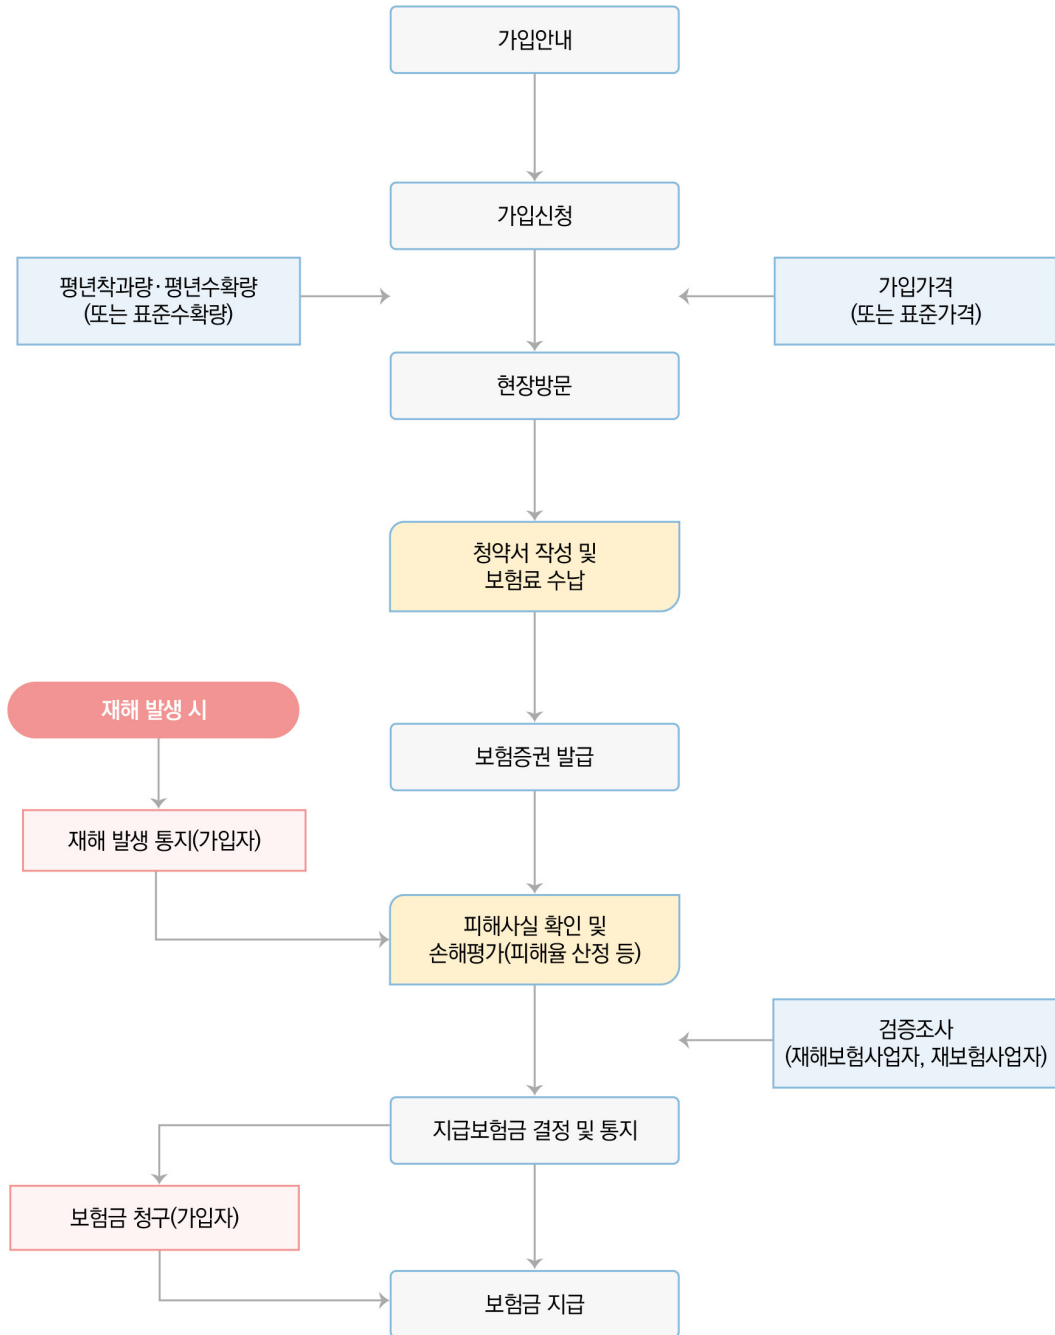 가입안내
가입신청
평년착과량·평년수확량
(또는 표준수확량)
가입가격
(또는 표준가격)
현장방문
청약서 작성 및
보험료 수납
재해 발생 시
보험증권 발급
재해 발생 통지(가입자)
피해사실 확인 및
손해평가(피해율 산정 등)
검증조사
(재해보험사업자, 재보험사업자)
지급보험금 결정 및 통지
보험금 청구(가입자)
보험금 지급